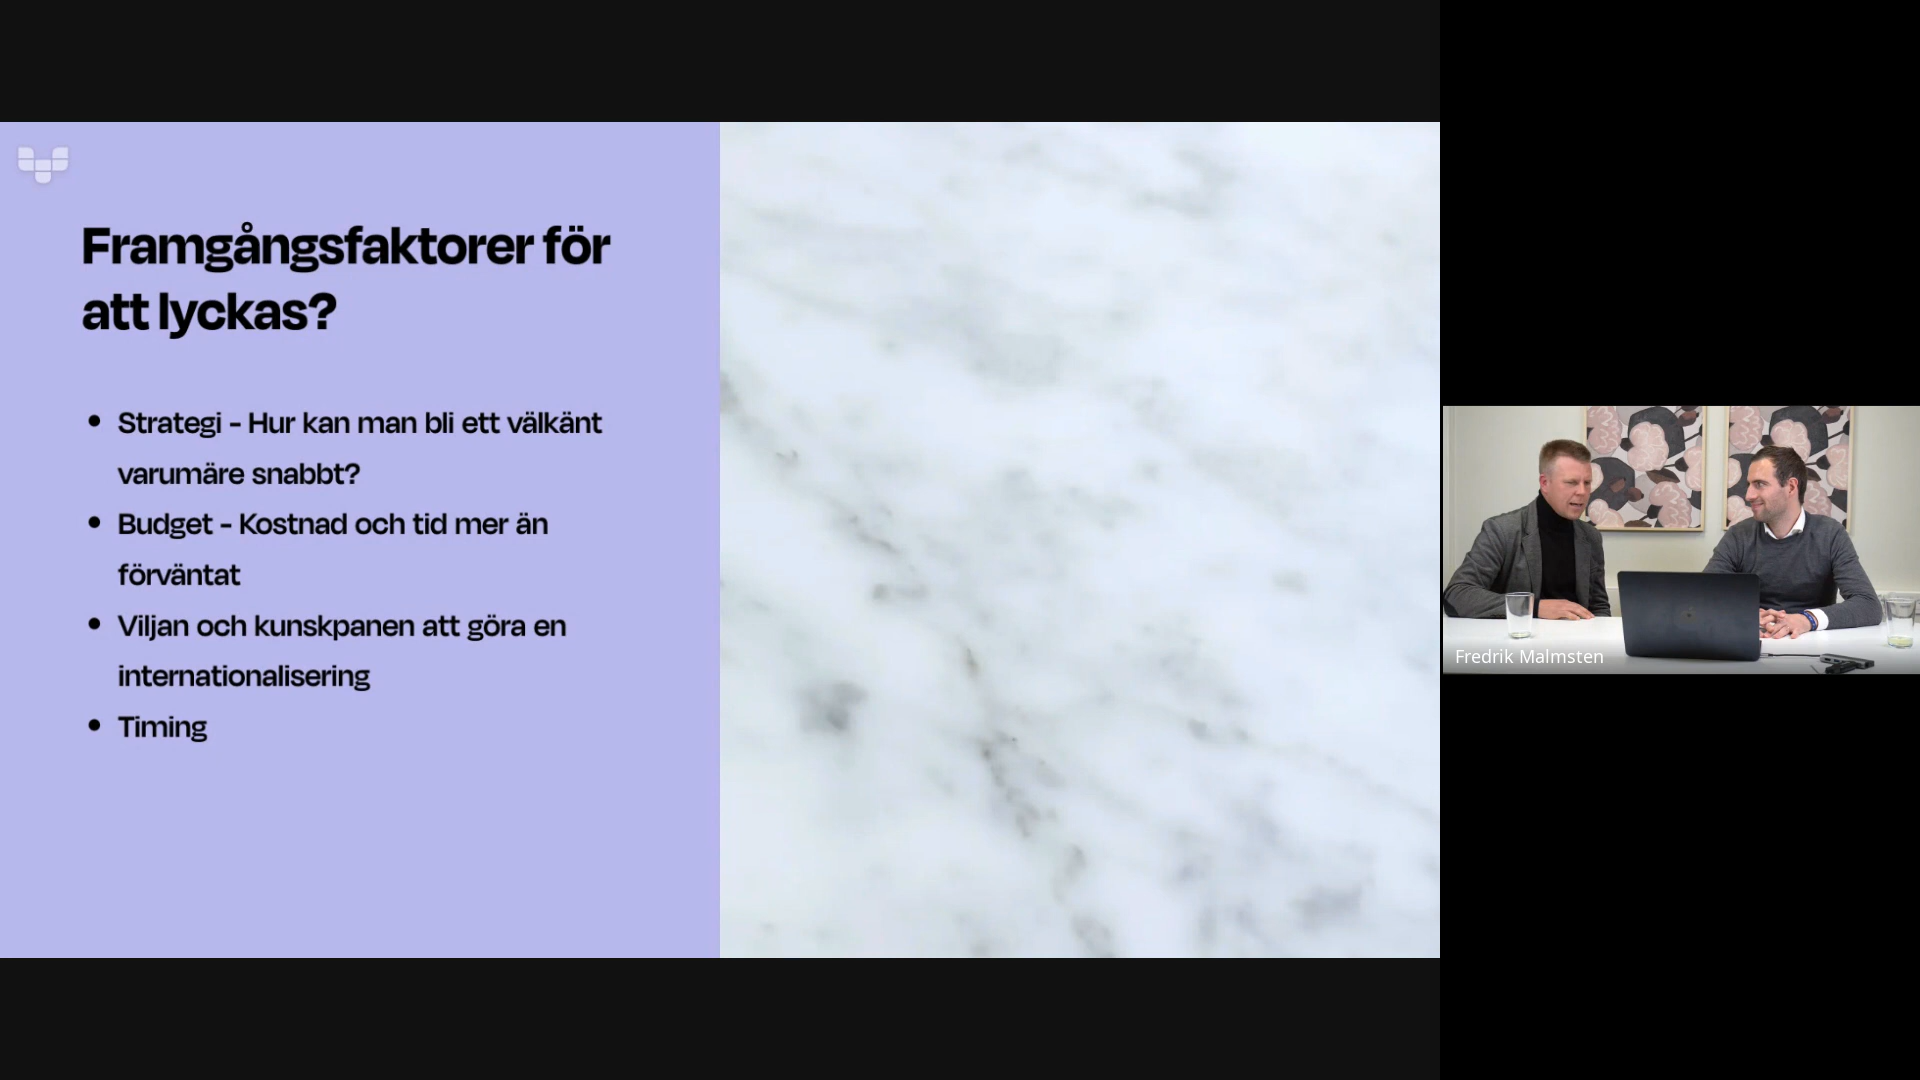 Framgångsfaktorer för
att lyckas?
• Strategi - Hur kan man bli ett välkänt
varumäre snabbt?
• Budget - Kostnad och tid mer än
förväntat
• Viljan och kunskpanen att göra en
internationalisering
• Timing
Fredrik Malmsten